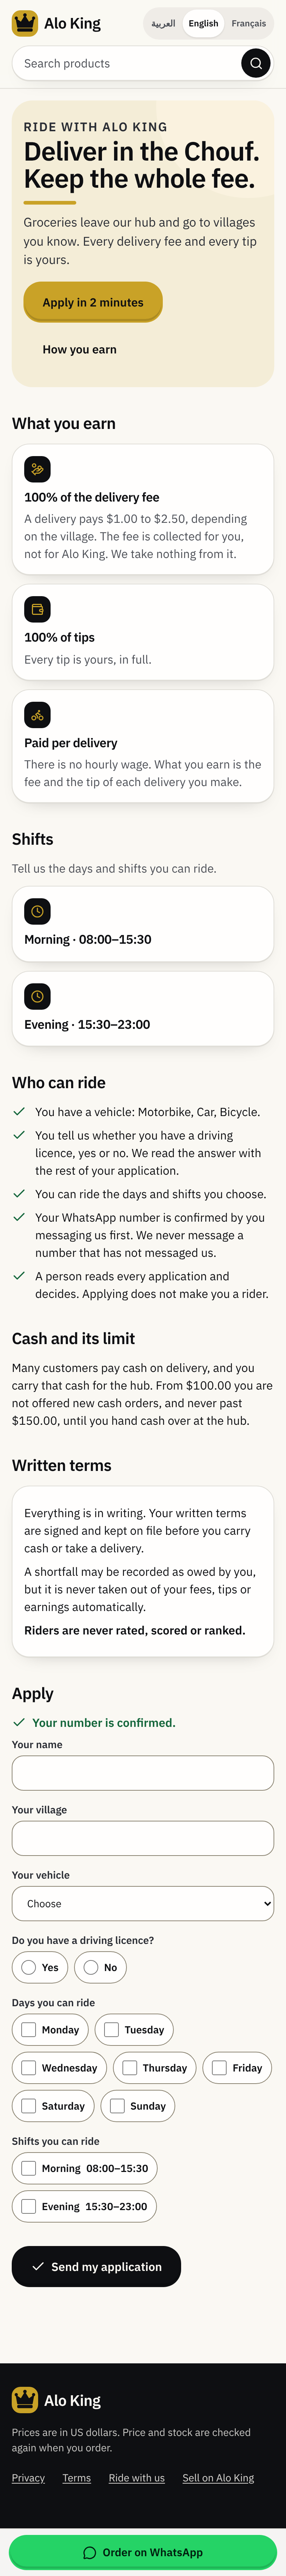 Alo King
العربية
English
Français
Search products
RIDE WITH ALO KING
Deliver in the Chouf.
Keep the whole fee.
Groceries leave our hub and go to villages
you know. Every delivery fee and every tip
is yours.
Apply in 2 minutes
How you earn
What you earn
100% of the delivery fee
A delivery pays $1.00 to $2.50, depending
on the village. The fee is collected for you,
not for Alo King. We take nothing from it.
100% of tips
Every tip is yours, in full.
Paid per delivery
There is no hourly wage. What you earn is the
fee and the tip of each delivery you make.
Shifts
Tell us the days and shifts you can ride.
Morning · 08:00–15:30
Evening · 15:30–23:00
Who can ride
You have a vehicle: Motorbike, Car, Bicycle.
You tell us whether you have a driving
licence, yes or no. We read the answer with
the rest of your application.
You can ride the days and shifts you choose.
Your WhatsApp number is confirmed by you
messaging us first. We never message a
number that has not messaged us.
A person reads every application and
decides. Applying does not make you a rider.
Cash and its limit
Many customers pay cash on delivery, and you
carry that cash for the hub. From $100.00 you are
not offered new cash orders, and never past
$150.00, until you hand cash over at the hub.
Written terms
Everything is in writing. Your written terms
are signed and kept on file before you carry
cash or take a delivery.
A shortfall may be recorded as owed by you,
but it is never taken out of your fees, tips or
earnings automatically.
Riders are never rated, scored or ranked.
Apply
Your number is confirmed.
Your name
Your village
Your vehicle
Choose
Do you have a driving licence?
Yes
No
Days you can ride
Monday
Tuesday
Wednesday
Thursday
Friday
Saturday
Sunday
Shifts you can ride
Morning 08:00–15:30
Evening 15:30–23:00
Send my application
Alo King
Prices are in US dollars. Price and stock are checked
again when you order.
Privacy
Terms
Ride with us
Sell on Alo King
Order on WhatsApp